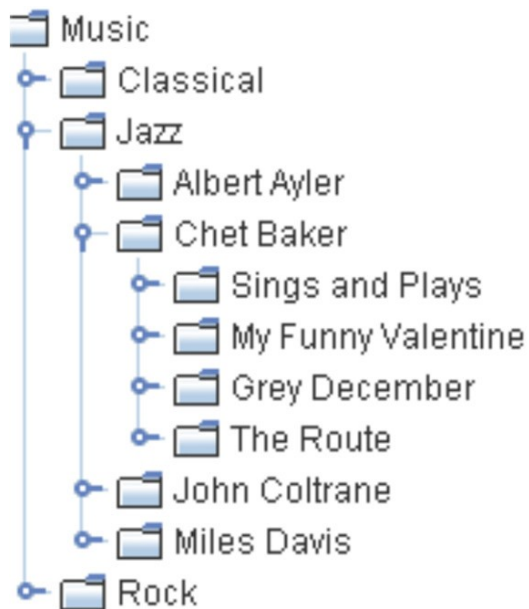 Music
Classical
Jazz
Albert Ayler
Chet Baker
Sings and Plays
My Funny Valentine
Grey December
The Route
John Coltrane
Miles Davis
Rock